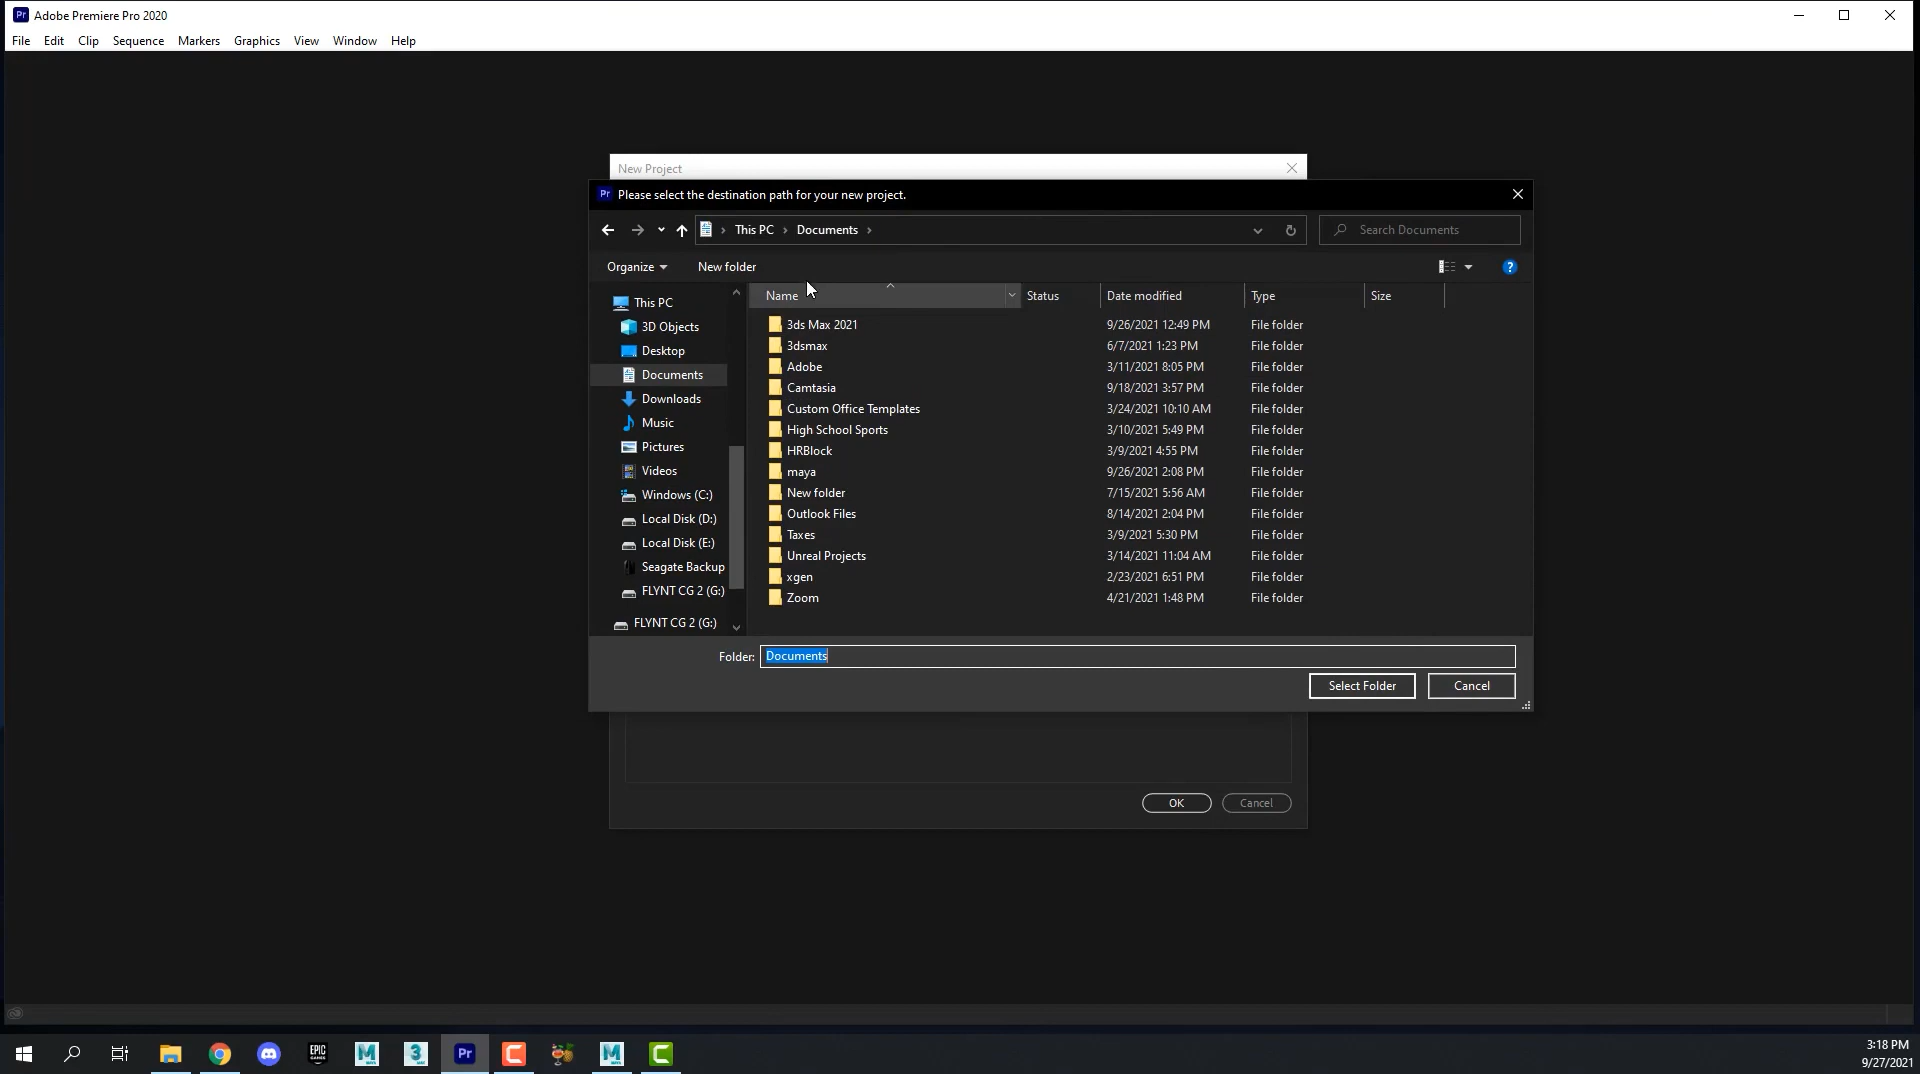 Pr Adobe Premiere Pro 2020
File Edit Clip Sequence Markers Graphics View Window Help
New Project
Pr Please select the destination path for your new project.
This PC > Documents >
Search Documents
Organize New folder
?
Name Status Date modified Type Size
This PC
3D Objects
Desktop
Documents
Downloads
Music
Pictures
Videos
Windows (C:)
Local Disk (D:)
Local Disk (E:)
Seagate Backup
FLYNT CG 2 (G:)
FLYNT CG 2 (G:)
3ds Max 2021 9/26/2021 12:49 PM File folder
3dsmax 6/7/2021 1:23 PM File folder
Adobe 3/11/2021 8:05 PM File folder
Camtasia 9/18/2021 3:57 PM File folder
Custom Office Templates 3/24/2021 10:10 AM File folder
High School Sports 3/10/2021 5:49 PM File folder
HRBlock 3/9/2021 4:55 PM File folder
maya 9/26/2021 2:08 PM File folder
New folder 7/15/2021 5:56 AM File folder
Outlook Files 8/14/2021 2:04 PM File folder
Taxes 3/9/2021 5:30 PM File folder
Unreal Projects 3/14/2021 11:04 AM File folder
xgen 2/23/2021 6:51 PM File folder
Zoom 4/21/2021 1:48 PM File folder
Folder: Documents
Select Folder Cancel
OK Cancel
EPIC GAMES M 3 Pr C M C
3:18 PM
9/27/2021